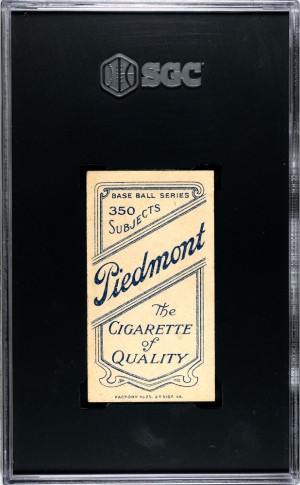 SGC
BASE BALL SERIES
350
SUBJECTS
Piedmont
The
CIGARETTE
of
QUALITY
FACTORY No 25, 2ND DIST. VA.